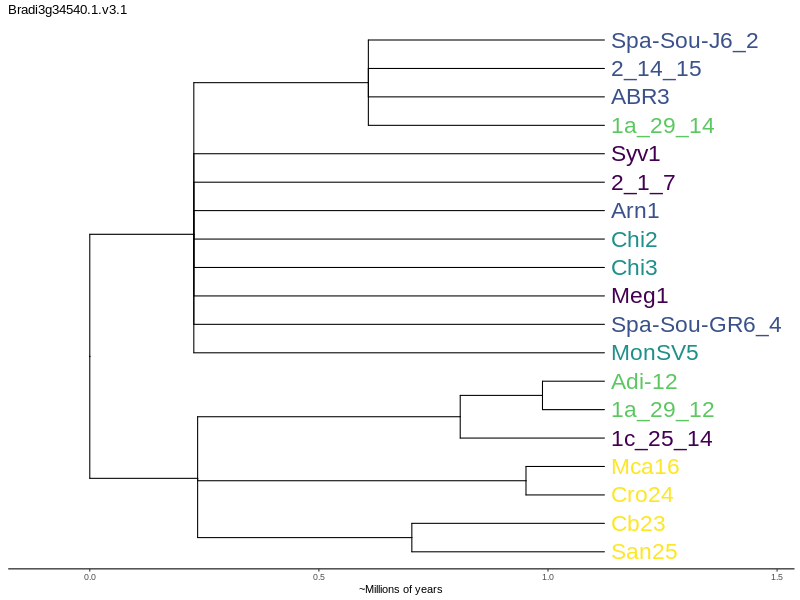 Bradi3g34540.1.v3.1
Spa-Sou-J6_2
2_14_15
ABR3
1a_29_14
Syv1
2_1_7
Arn1
Chi2
Chi3
Meg1
Spa-Sou-GR6_4
MonSV5
Adi-12
1a_29_12
1c_25_14
Mca16
Cro24
Cb23
San25
0.0 0.5 1.0 1.5
~Millions of years